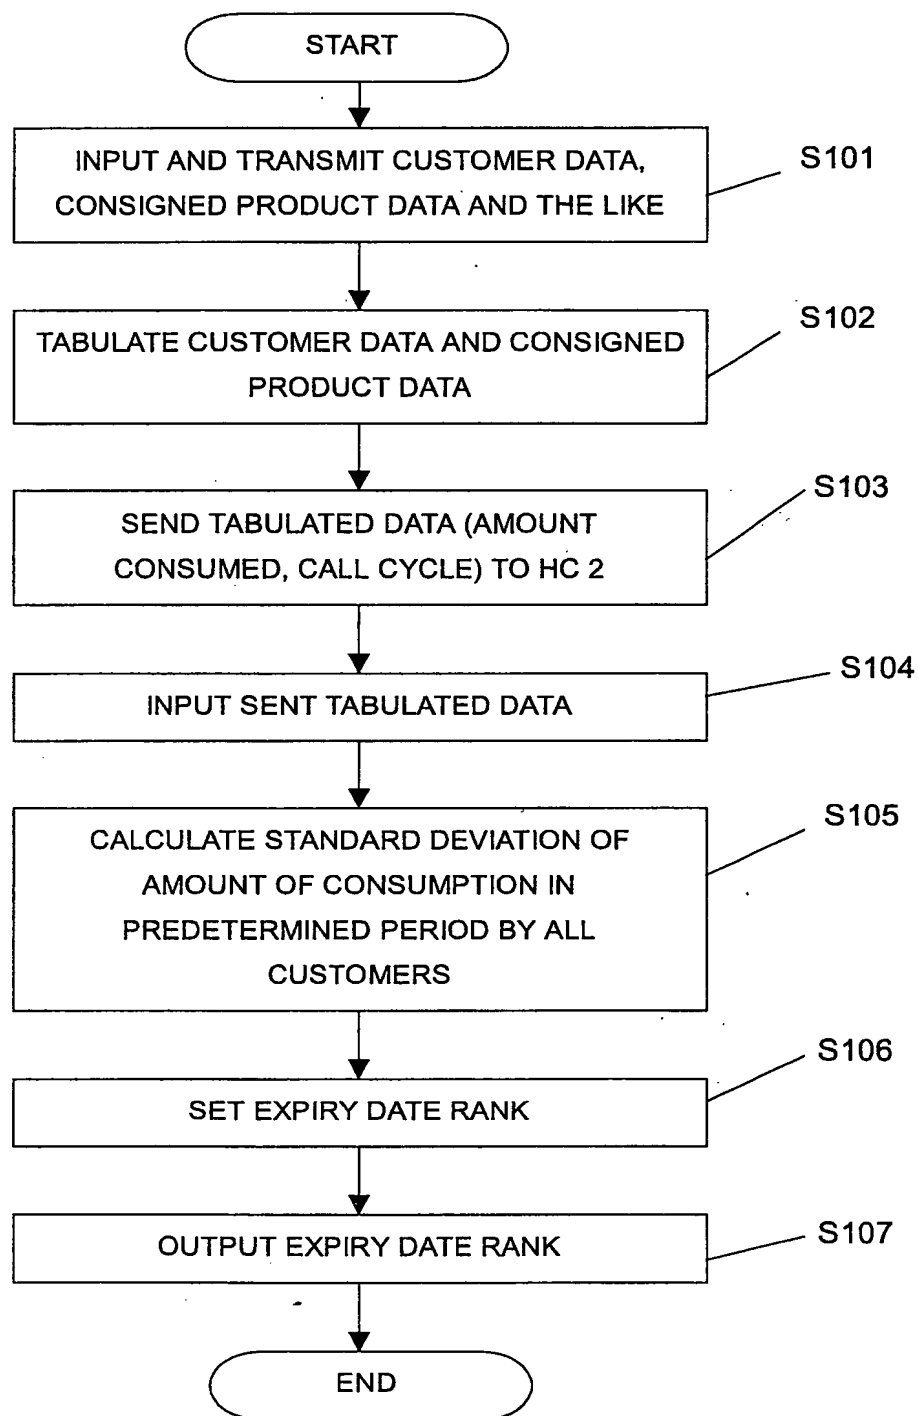 START
INPUT AND TRANSMIT CUSTOMER DATA,
CONSIGNED PRODUCT DATA AND THE LIKE
S101
TABULATE CUSTOMER DATA AND CONSIGNED
PRODUCT DATA
S102
SEND TABULATED DATA (AMOUNT
CONSUMED, CALL CYCLE) TO HC 2
S103
INPUT SENT TABULATED DATA
S104
CALCULATE STANDARD DEVIATION OF
AMOUNT OF CONSUMPTION IN
PREDETERMINED PERIOD BY ALL
CUSTOMERS
S105
SET EXPIRY DATE RANK
S106
OUTPUT EXPIRY DATE RANK
S107
END